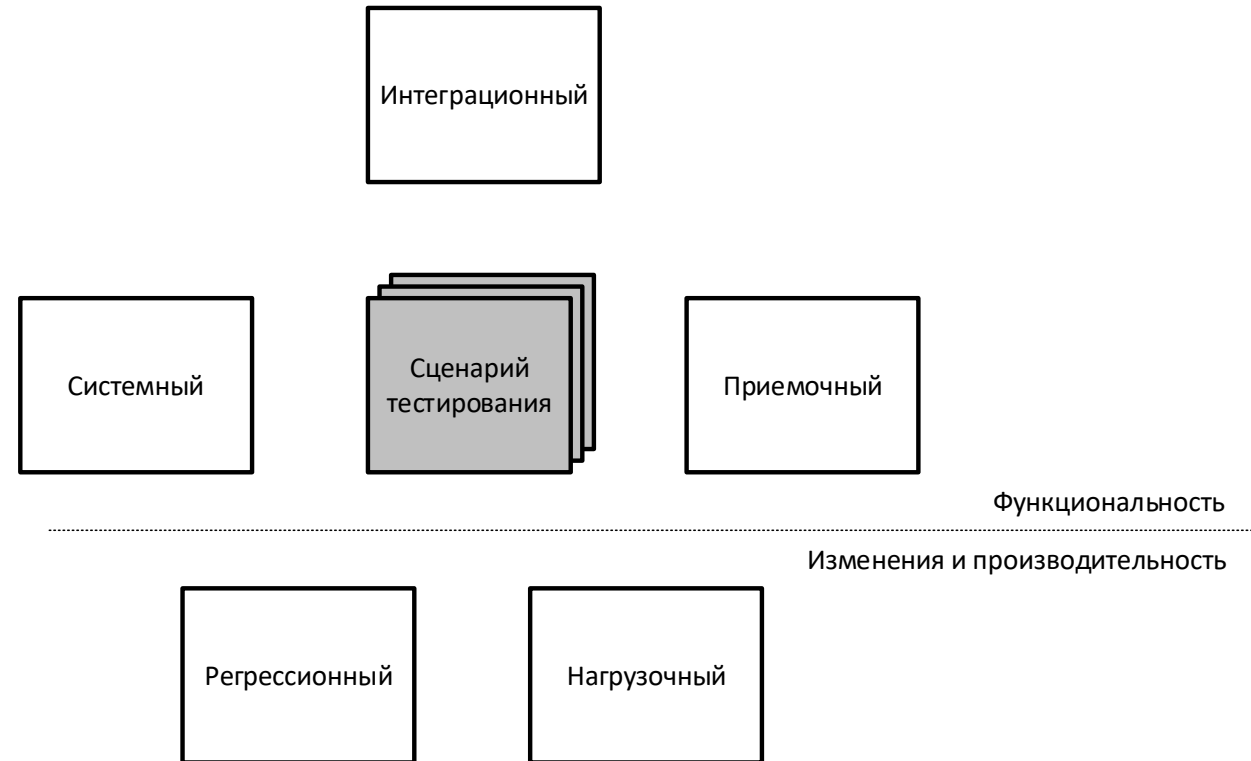 Интеграционный
Системный
Сценарий
тестирования
Приемочный
Функциональность
Изменения и производительность
Регрессионный
Нагрузочный